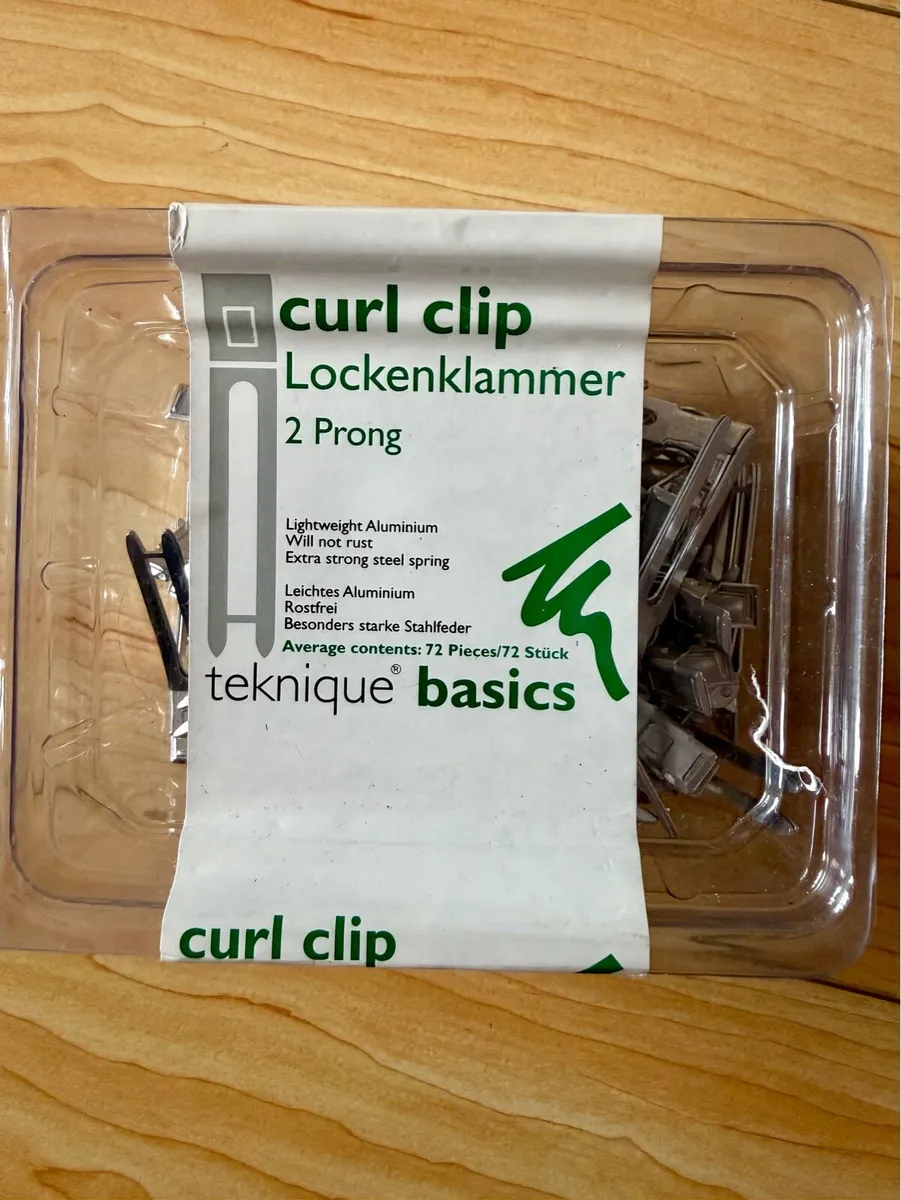 curl clip
Lockenklammer
2 Prong
Lightweight Aluminium
Will not rust
Extra strong steel spring
Leichtes Aluminium
Rostfrei
Besonders starke Stahlfeder
Average contents: 72 Pieces/72 Stück
teknique® basics
curl clip